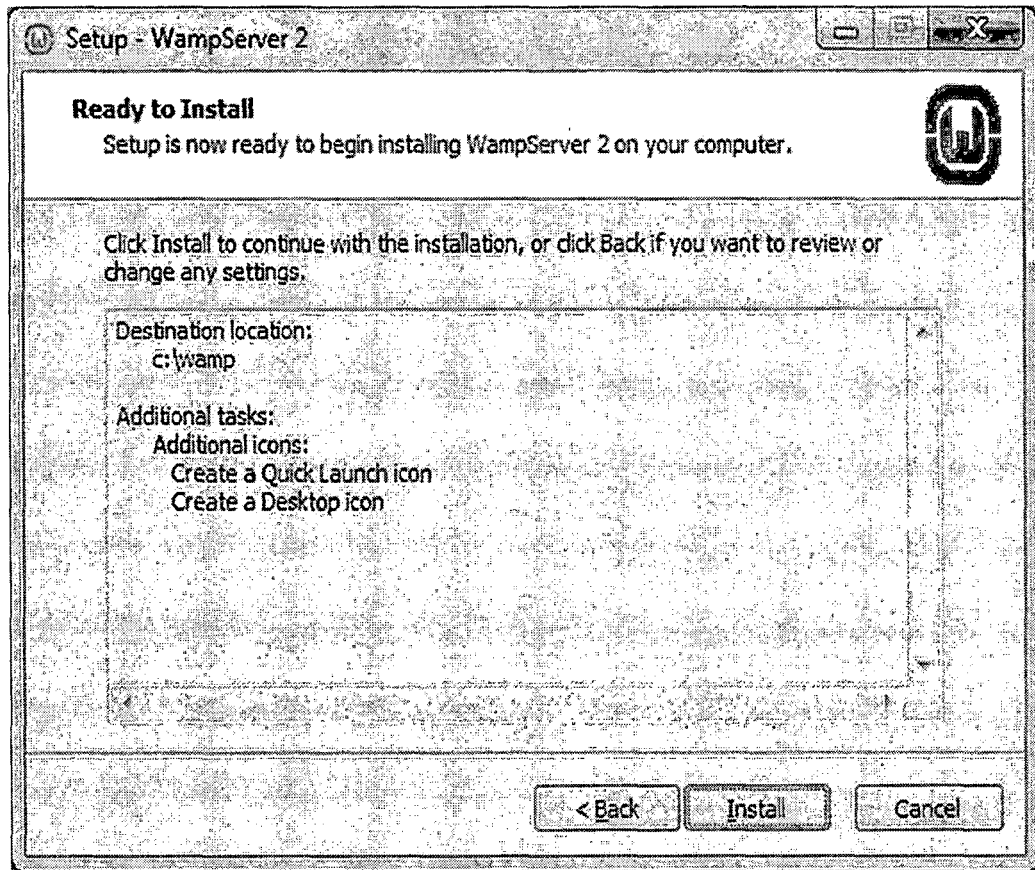 Setup - WampServer 2
Ready to Install
Setup is now ready to begin installing WampServer 2 on your computer.
Click Install to continue with the installation, or click Back if you want to review or
change any settings.
Destination location:
c:\wamp
Additional tasks:
Additional icons:
Create a Quick Launch icon
Create a Desktop icon
< Back
Install
Cancel